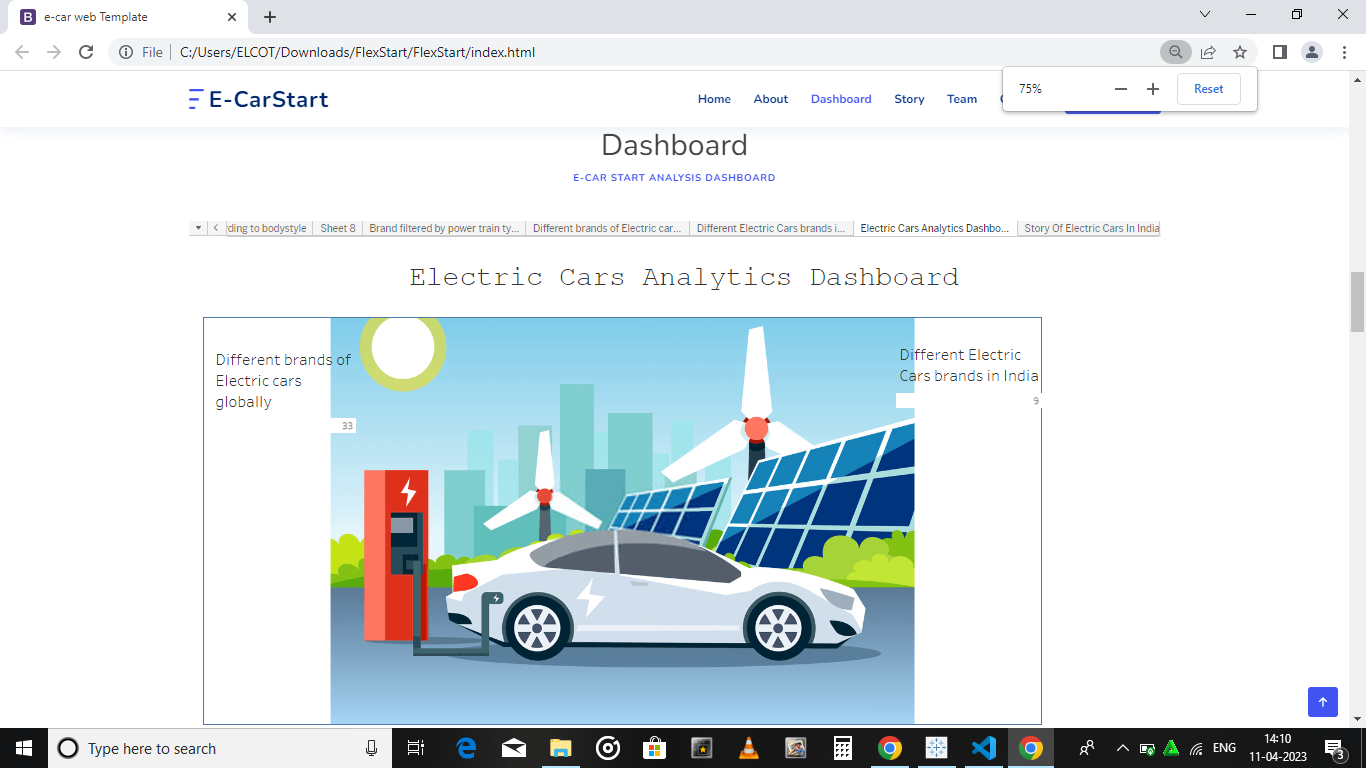 e-car web Template
File
C:/Users/ELCOT/Downloads/FlexStart/FlexStart/index.html
75%
Reset
E-CarStart
Home
About
Dashboard
Story
Team
Dashboard
E-CAR START ANALYSIS DASHBOARD
to bodystyle
Sheet 8
Brand filtered by power train ty...
Different brands of Electric car...
Different Electric Cars brands i...
Electric Cars Analytics Dashbo...
Story Of Electric Cars In India
Electric Cars Analytics Dashboard
Different brands of
Electric cars
globally
33
Different Electric
Cars brands in India
9
Type here to search
ENG
14:10
11-04-2023
3